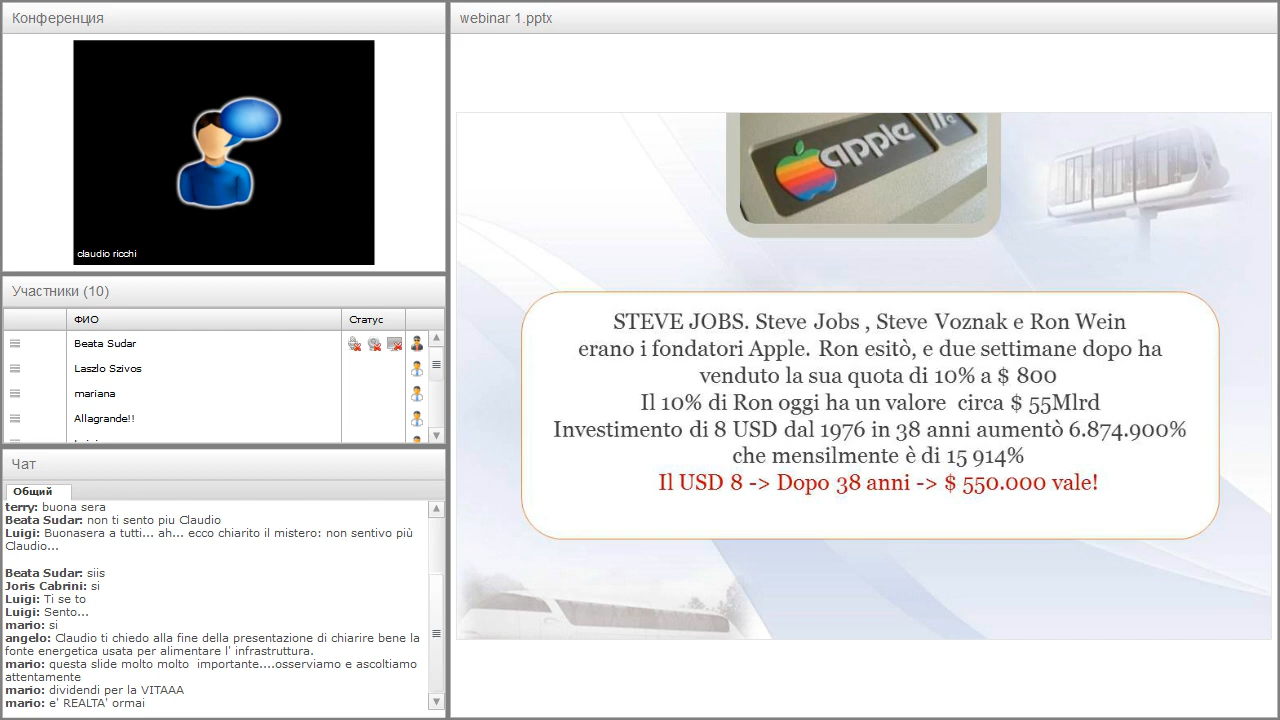 Конференция
claudio ricchi
Участники (10)
ФИО Статус
Beata Sudar
Laszlo Szivos
mariana
Allagrande!!
Чат
Общий
terry: buona sera
Beata Sudar: non ti sento piu Claudio
Luigi: Buonasera a tutti... ah... ecco chiarito il mistero: non sentivo più
Claudio...
Beata Sudar: siis
Joris Cabrini: si
Luigi: Ti se to
Luigi: Sento...
mario: si
angelo: Claudio ti chiedo alla fine della presentazione di chiarire bene la
fonte energetica usata per alimentare l' infrastruttura.
mario: questa slide molto molto importante....osserviamo e ascoltiamo
attentamente
mario: dividendi per la VITAAA
mario: e' REALTA' ormai
webinar 1.pptx
apple
STEVE JOBS. Steve Jobs , Steve Voznak e Ron Wein
erano i fondatori Apple. Ron esitò, e due settimane dopo ha
venduto la sua quota di 10% a $ 800
Il 10% di Ron oggi ha un valore circa $ 55Mlrd
Investimento di 8 USD dal 1976 in 38 anni aumentò 6.874.900%
che mensilmente è di 15 914%
Il USD 8 -> Dopo 38 anni -> $ 550.000 vale!